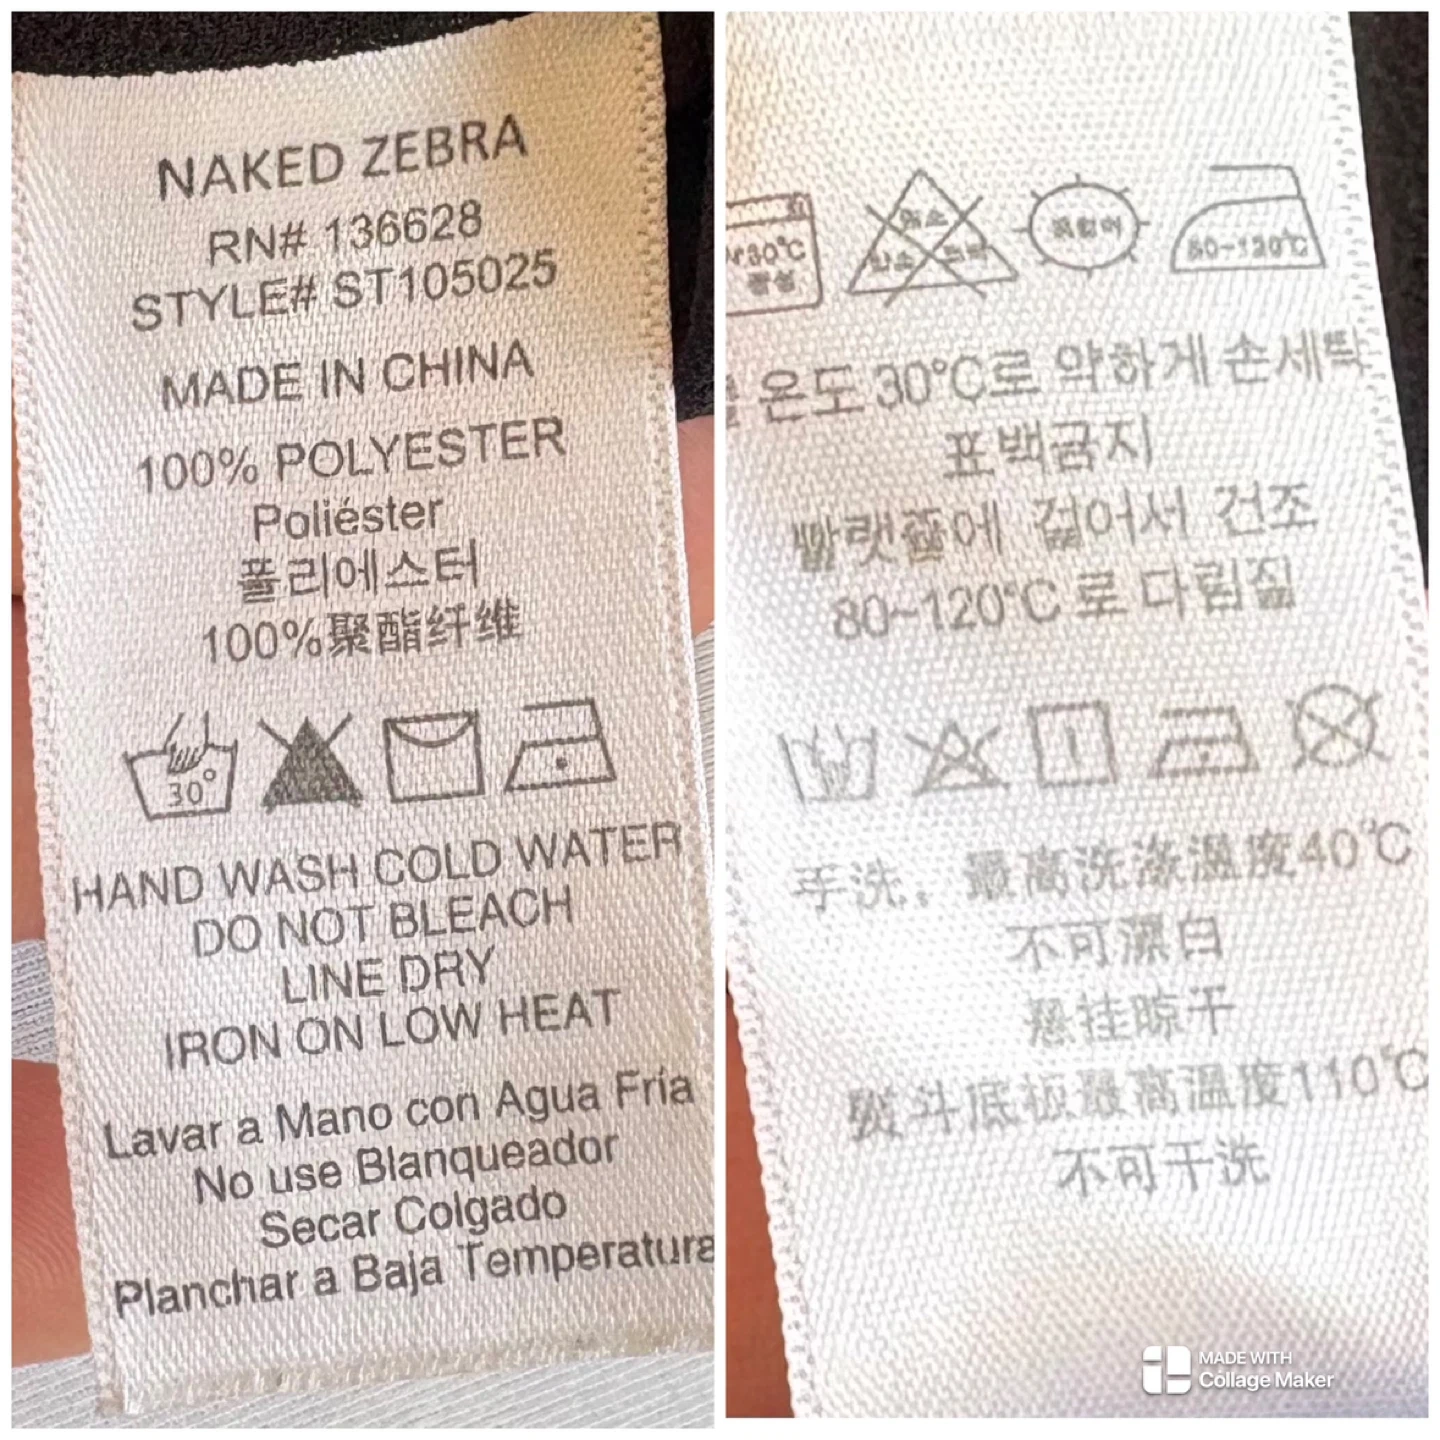 NAKED ZEBRA
RN# 136628
STYLE# ST105025
MADE IN CHINA
100% POLYESTER
Poliéster
폴리에스터
100%聚酯纤维
30°
HAND WASH COLD WATER
DO NOT BLEACH
LINE DRY
IRON ON LOW HEAT
Lavar a Mano con Agua Fría
No use Blanqueador
Secar Colgado
Planchar a Baja Temperatura
30°C
80~120°C
온도 30°C로 약하게 손세탁
표백금지
빨랫줄에 걸어서 건조
80~120°C 로 다림질
手洗。最高洗涤温度40℃
不可漂白
悬挂晾干
熨斗底板最高温度110℃
不可干洗
MADE WITH
Collage Maker